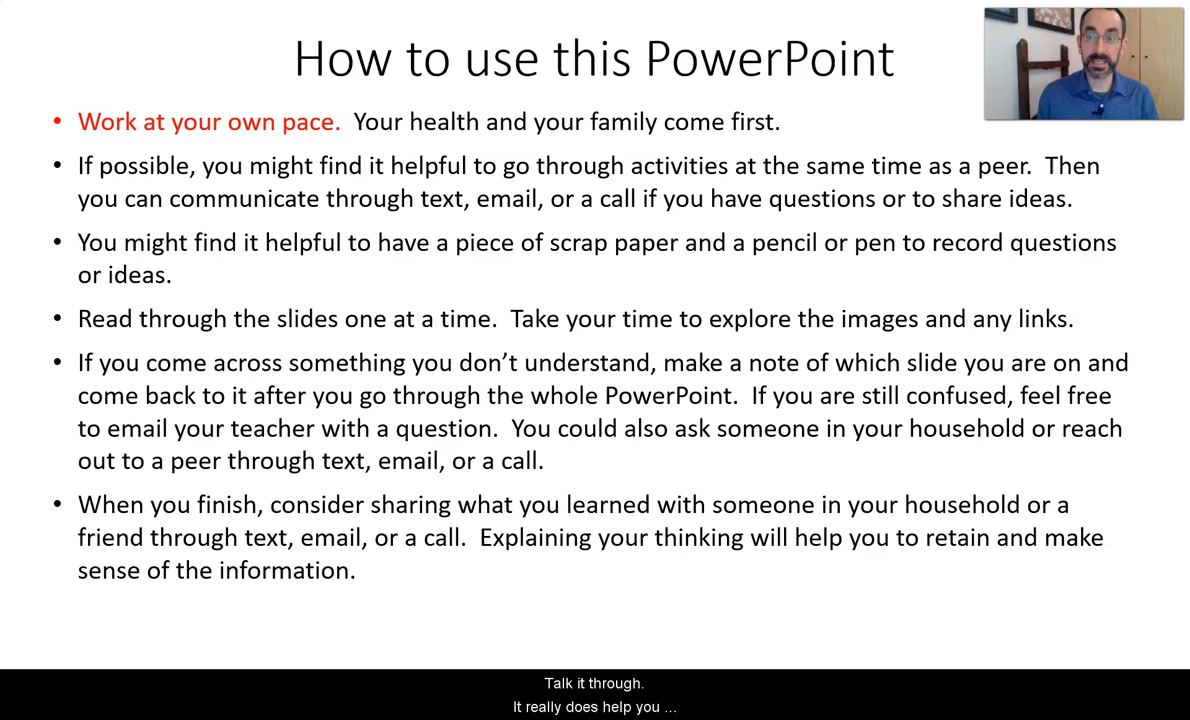 How to use this PowerPoint
• Work at your own pace. Your health and your family come first.
• If possible, you might find it helpful to go through activities at the same time as a peer. Then
you can communicate through text, email, or a call if you have questions or to share ideas.
• You might find it helpful to have a piece of scrap paper and a pencil or pen to record questions
or ideas.
• Read through the slides one at a time. Take your time to explore the images and any links.
• If you come across something you don’t understand, make a note of which slide you are on and
come back to it after you go through the whole PowerPoint. If you are still confused, feel free
to email your teacher with a question. You could also ask someone in your household or reach
out to a peer through text, email, or a call.
• When you finish, consider sharing what you learned with someone in your household or a
friend through text, email, or a call. Explaining your thinking will help you to retain and make
sense of the information.
Talk it through.
It really does help you ...